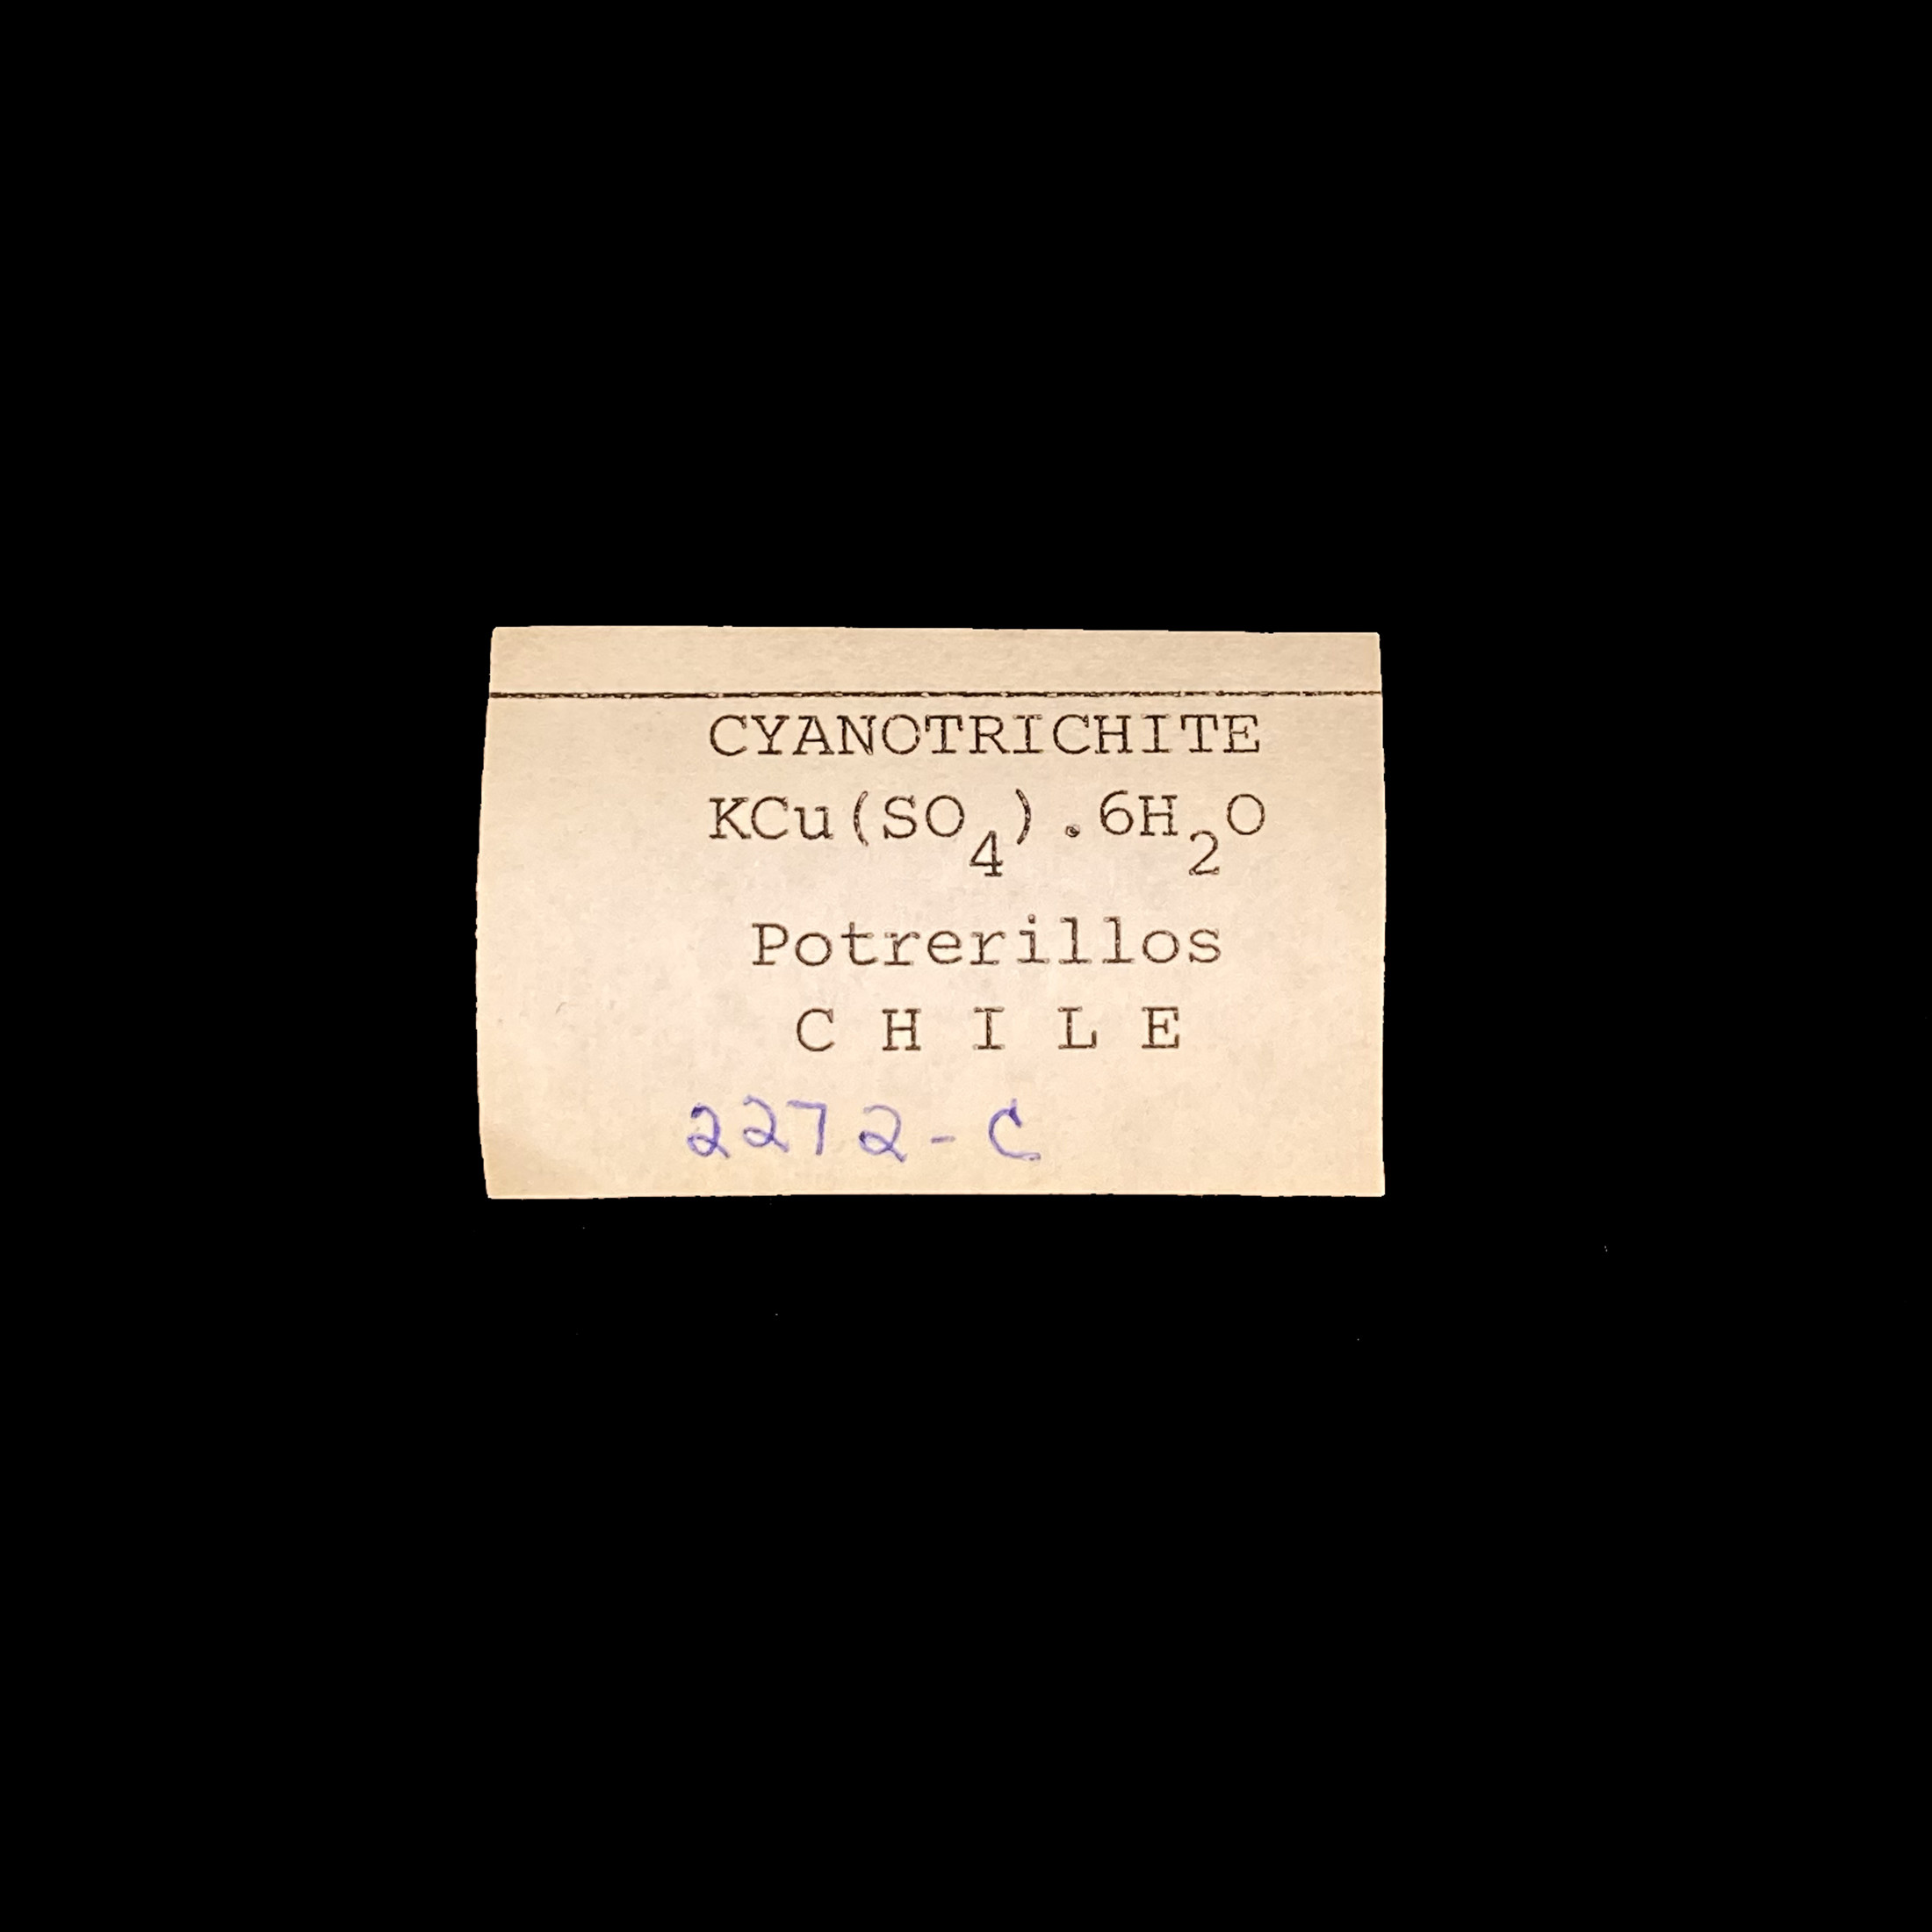 CYANOTRICHITE
KCu(SO4).6H2O
Potrerillos
C H I L E
2272-C